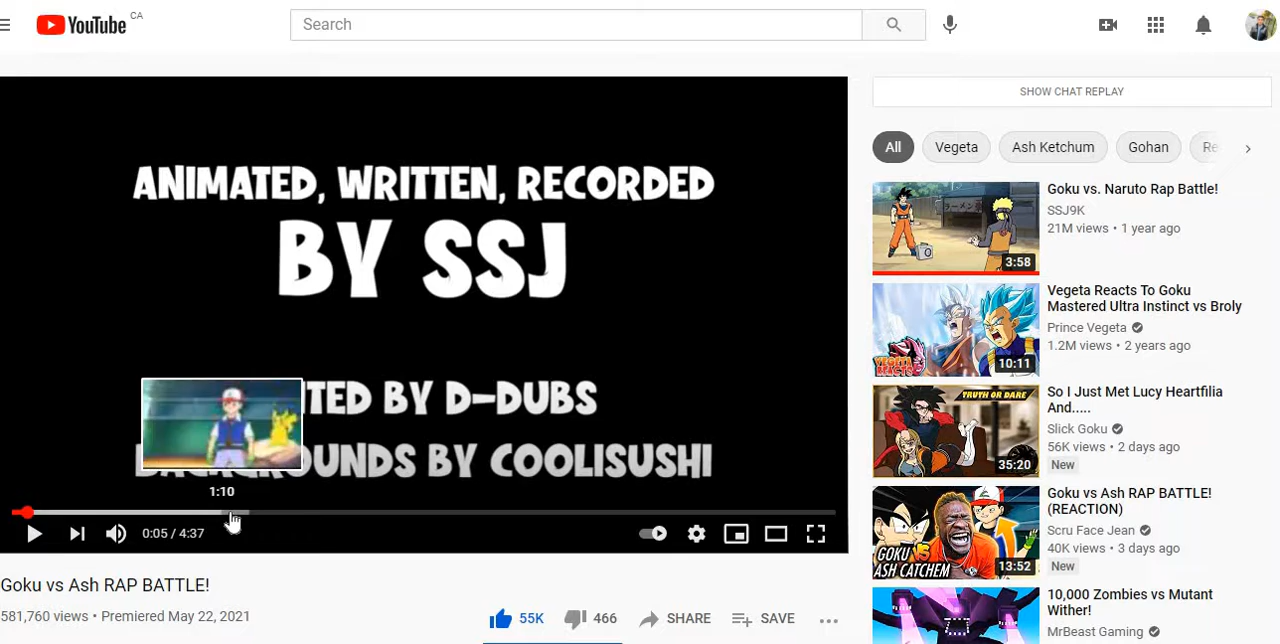 YouTube CA
Search
ANIMATED, WRITTEN, RECORDED
BY SSJ
TED BY D-DUBS
OUNDS BY COOLISUSHI
1:10
0:05 / 4:37
Goku vs Ash RAP BATTLE!
581,760 views • Premiered May 22, 2021
55K
466
SHARE
SAVE
SHOW CHAT REPLAY
All
Vegeta
Ash Ketchum
Gohan
Re
Goku vs. Naruto Rap Battle!
SSJ9K
21M views • 1 year ago
3:58
Vegeta Reacts To Goku
Mastered Ultra Instinct vs Broly
Prince Vegeta
1.2M views • 2 years ago
VEGETA
REACTS
10:11
So I Just Met Lucy Heartfilia
And.....
Slick Goku
56K views • 2 days ago
New
TRUTH OR DARE
35:20
Goku vs Ash RAP BATTLE!
(REACTION)
Scru Face Jean
40K views • 3 days ago
New
GOKU VS
ASH CATCHEM
13:52
10,000 Zombies vs Mutant
Wither!
MrBeast Gaming